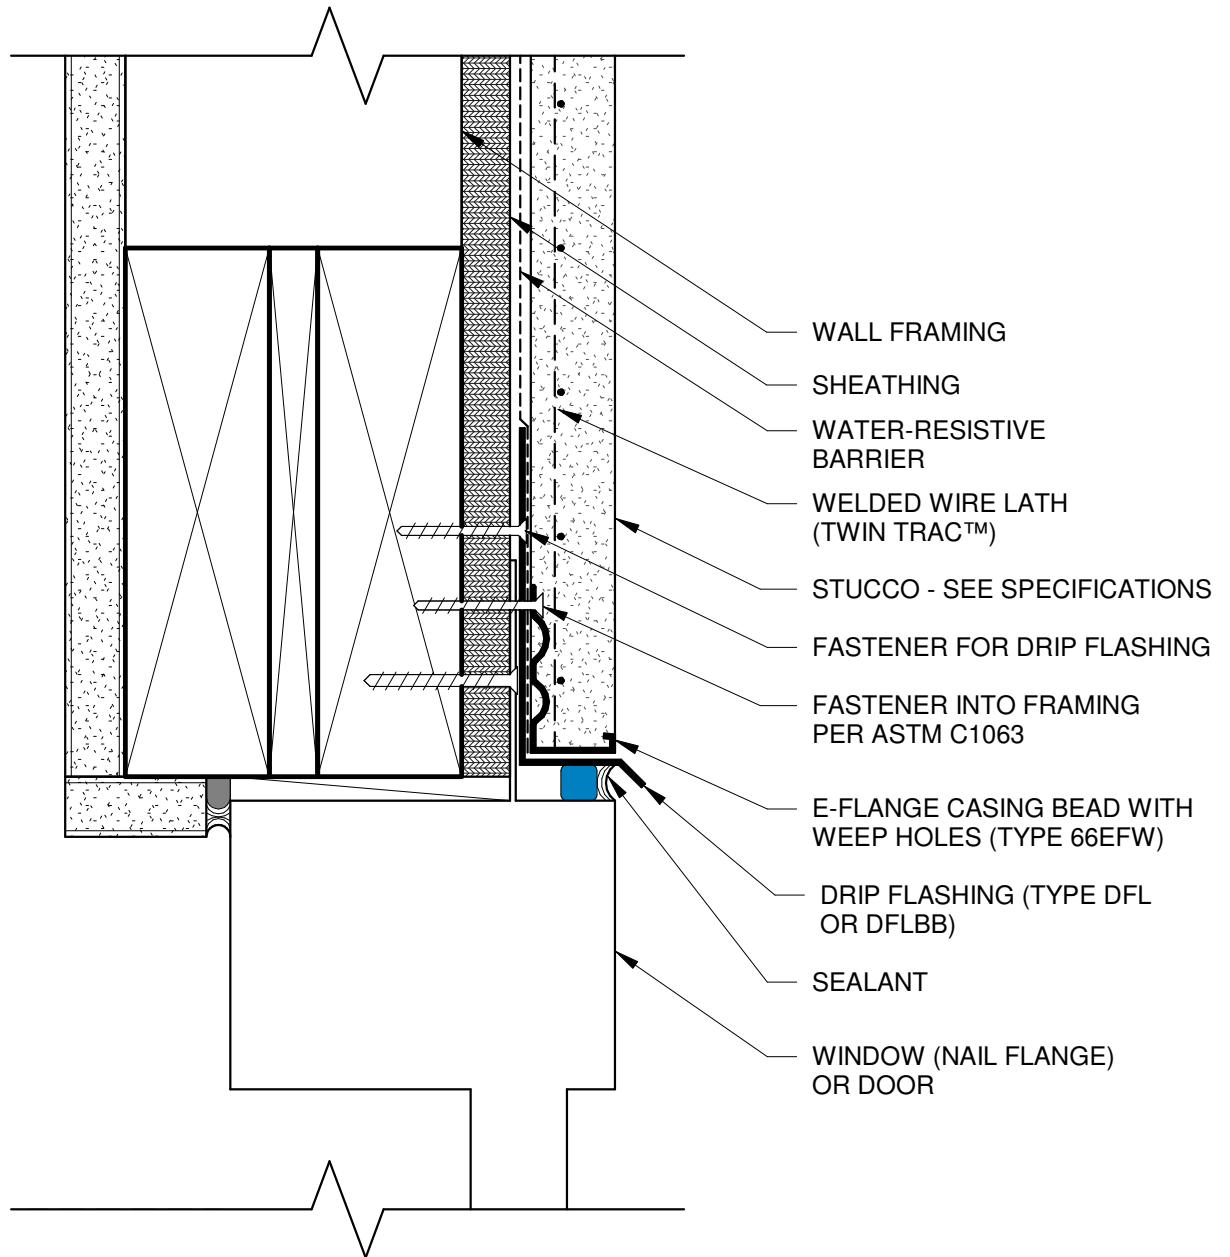 WALL FRAMING
SHEATHING
WATER-RESISTIVE
BARRIER
WELDED WIRE LATH
(TWIN TRAC™)
STUCCO - SEE SPECIFICATIONS
FASTENER FOR DRIP FLASHING
FASTENER INTO FRAMING
PER ASTM C1063
E-FLANGE CASING BEAD WITH
WEEP HOLES (TYPE 66EFW)
DRIP FLASHING (TYPE DFL
OR DFLBB)
SEALANT
WINDOW (NAIL FLANGE)
OR DOOR